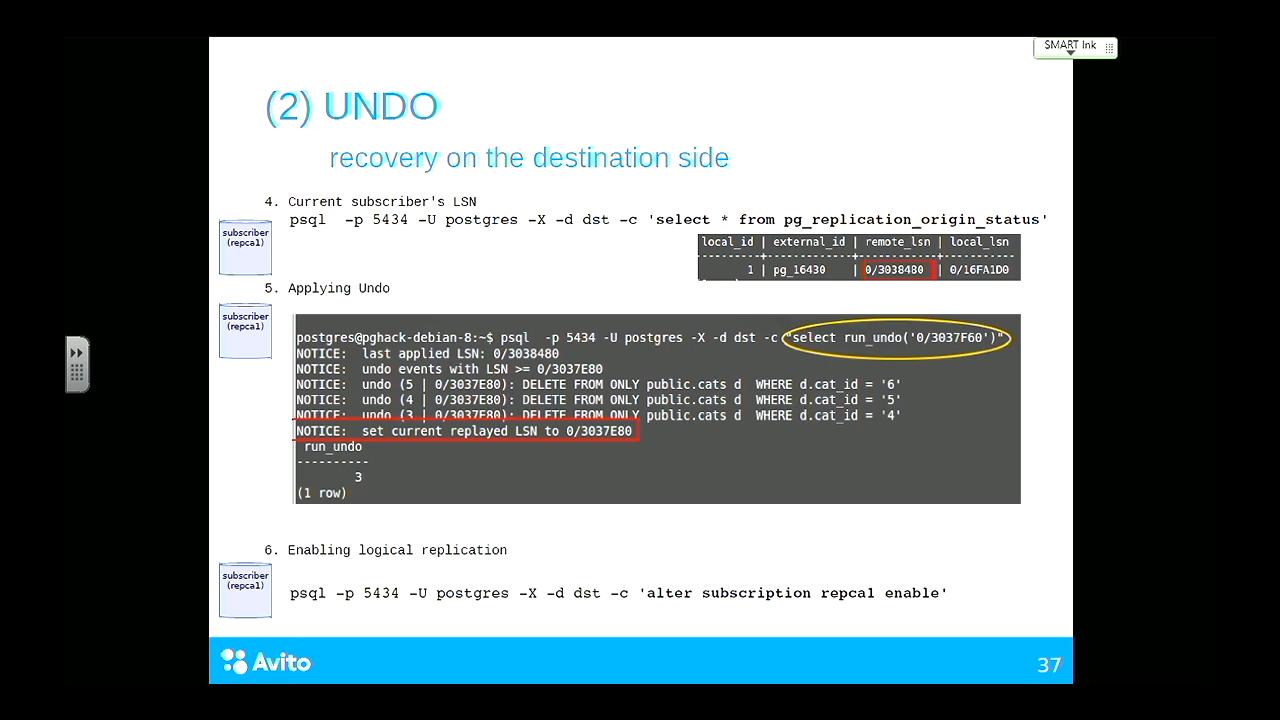 SMART Ink
(2) UNDO
recovery on the destination side
4. Current subscriber's LSN
psql -p 5434 -U postgres -X -d dst -c 'select * from pg_replication_origin_status'
subscriber
(repca1)
local_id | external_id | remote_lsn | local_lsn
----------+-------------+------------+-----------
1 | pg_16430 | 0/3038480 | 0/16FA1D0
5. Applying Undo
subscriber
(repca1)
postgres@pghack-debian-8:~$ psql -p 5434 -U postgres -X -d dst -c "select run_undo('0/3037F60')"
NOTICE: last applied LSN: 0/3038480
NOTICE: undo events with LSN >= 0/3037E80
NOTICE: undo (5 | 0/3037E80): DELETE FROM ONLY public.cats d WHERE d.cat_id = '6'
NOTICE: undo (4 | 0/3037E80): DELETE FROM ONLY public.cats d WHERE d.cat_id = '5'
NOTICE: undo (3 | 0/3037E80): DELETE FROM ONLY public.cats d WHERE d.cat_id = '4'
NOTICE: set current replayed LSN to 0/3037E80
run_undo
----------
3
(1 row)
6. Enabling logical replication
subscriber
(repca1)
psql -p 5434 -U postgres -X -d dst -c 'alter subscription repca1 enable'
Avito
37